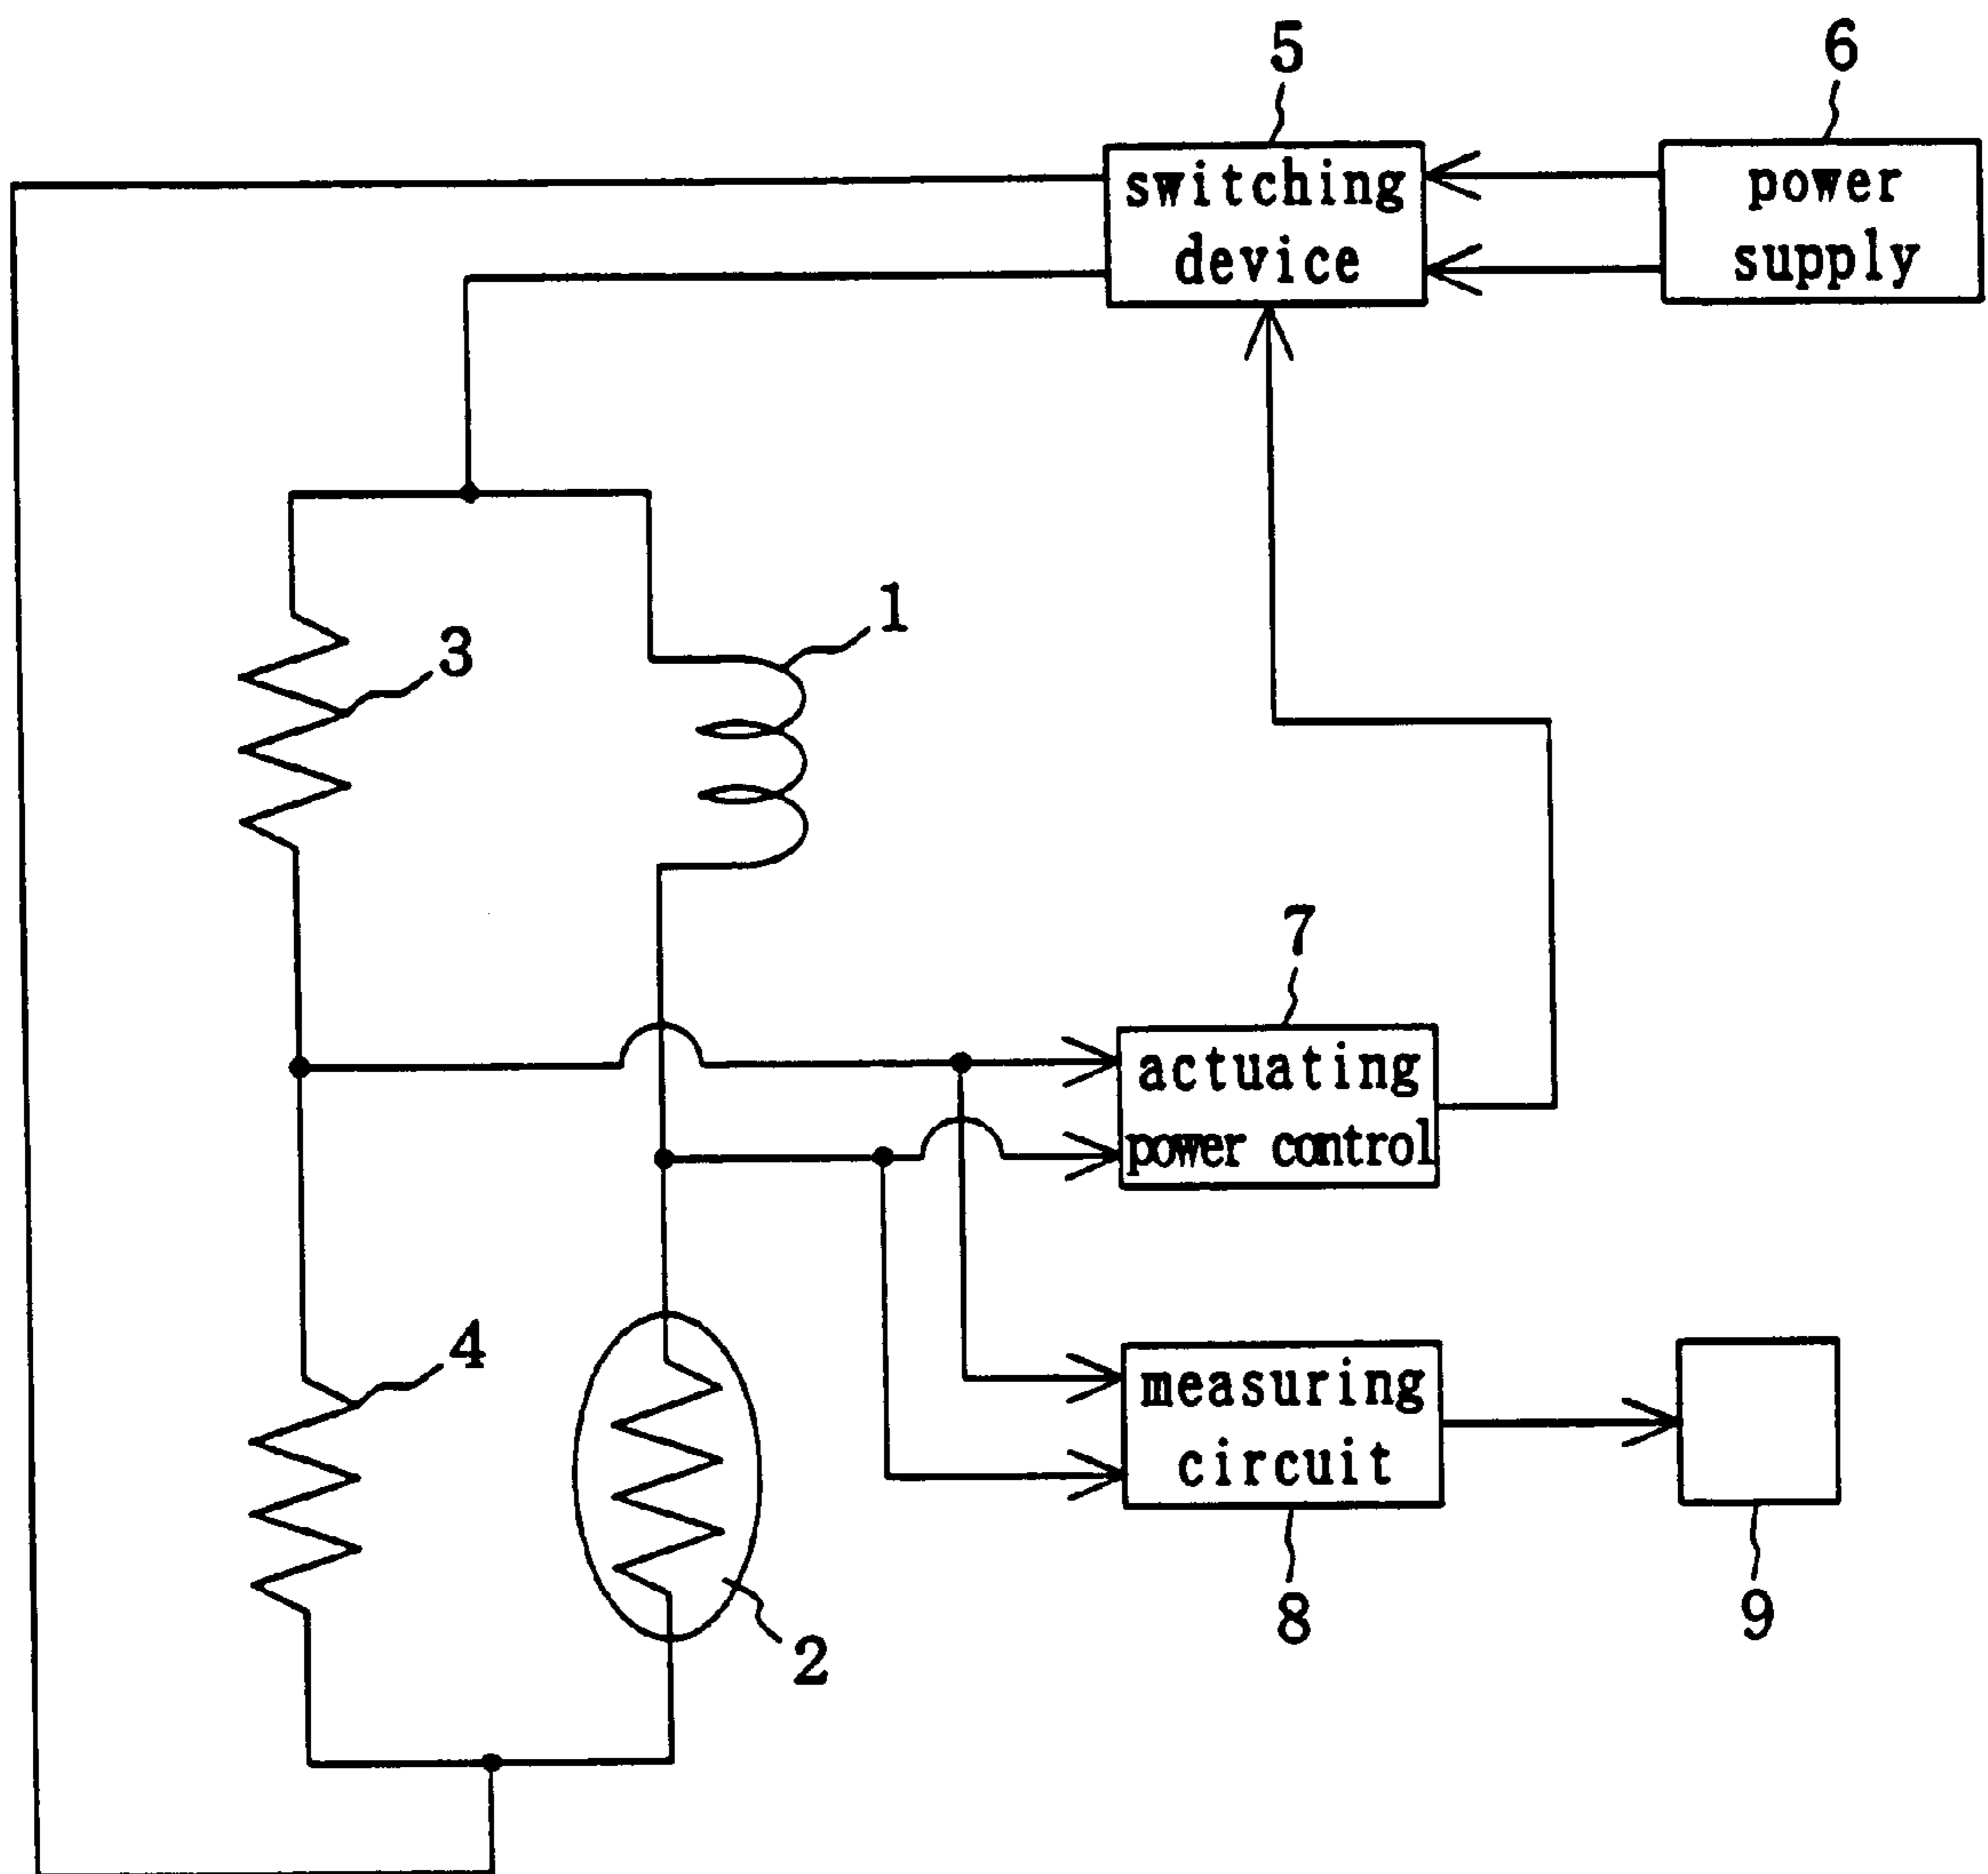 5
6
switching
device
power
supply
1
3
7
actuating
power control
4
measuring
circuit
2
8
9